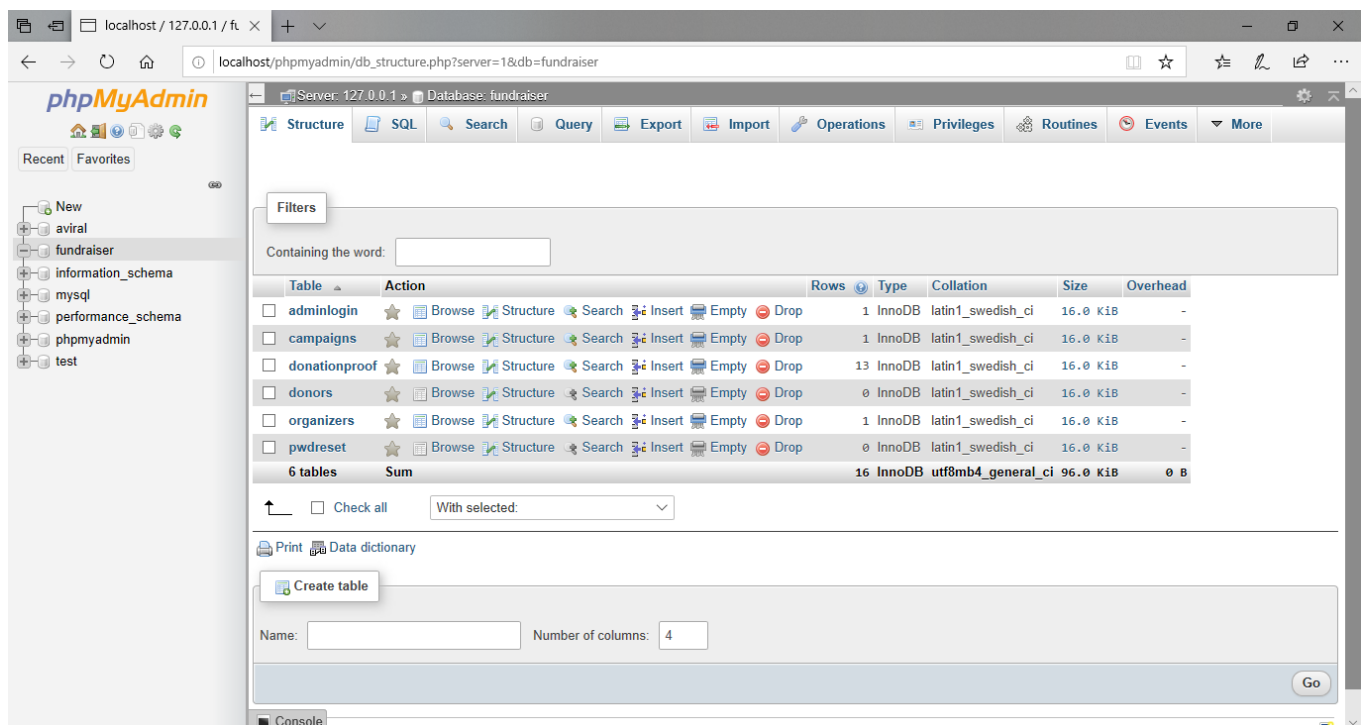 localhost / 127.0.0.1 / fu
localhost/phpmyadmin/db_structure.php?server=1&db=fundraiser
phpMyAdmin
Recent Favorites
New
aviral
fundraiser
information_schema
mysql
performance_schema
phpmyadmin
test
Server: 127.0.0.1 » Database: fundraiser
Structure SQL Search Query Export Import Operations Privileges Routines Events More
Filters
Containing the word:
Table Action Rows Type Collation Size Overhead
adminlogin Browse Structure Search Insert Empty Drop 1 InnoDB latin1_swedish_ci 16.0 KiB -
campaigns Browse Structure Search Insert Empty Drop 1 InnoDB latin1_swedish_ci 16.0 KiB -
donationproof Browse Structure Search Insert Empty Drop 13 InnoDB latin1_swedish_ci 16.0 KiB -
donors Browse Structure Search Insert Empty Drop 0 InnoDB latin1_swedish_ci 16.0 KiB -
organizers Browse Structure Search Insert Empty Drop 1 InnoDB latin1_swedish_ci 16.0 KiB -
pwdreset Browse Structure Search Insert Empty Drop 0 InnoDB latin1_swedish_ci 16.0 KiB -
6 tables Sum 16 InnoDB utf8mb4_general_ci 96.0 KiB 0 B
Check all With selected:
Print Data dictionary
Create table
Name: Number of columns: 4
Go
Console